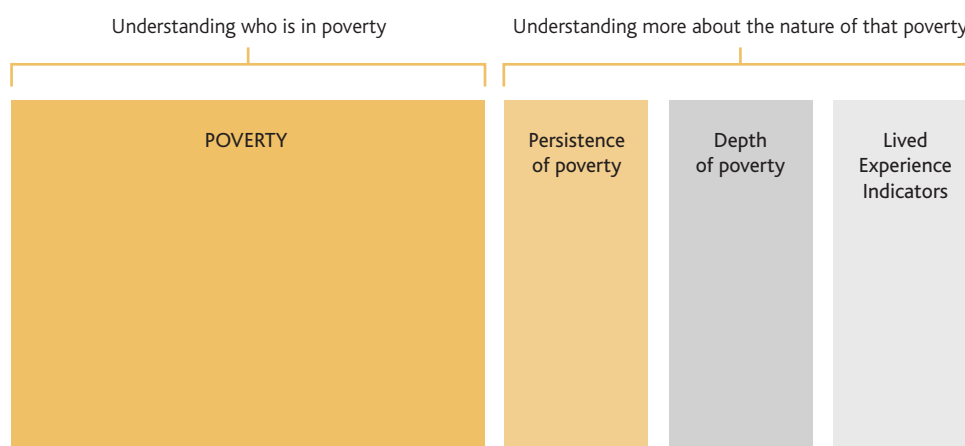 Understanding who is in poverty
Understanding more about the nature of that poverty
POVERTY
Persistence
of poverty
Depth
of poverty
Lived
Experience
Indicators